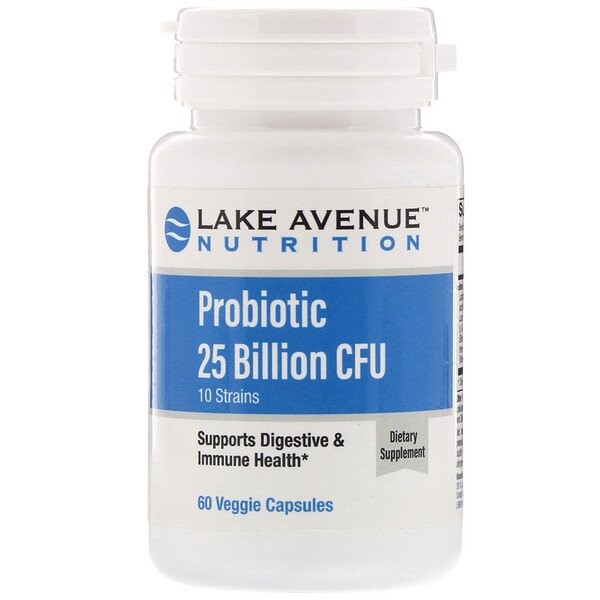 LAKE AVENUE™
NUTRITION
Probiotic
25 Billion CFU
10 Strains
Supports Digestive &
Immune Health*
Dietary
Supplement
60 Veggie Capsules